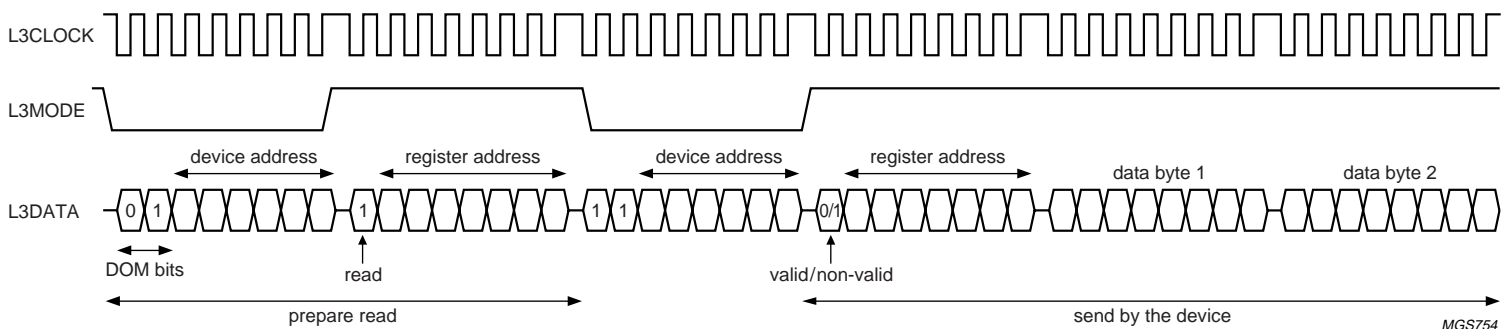 L3CLOCK
L3MODE
device address
register address
device address
register address
data byte 1
data byte 2
L3DATA
0 1
1
1 1
0/1
DOM bits
read
valid/non-valid
prepare read
send by the device
MGS754